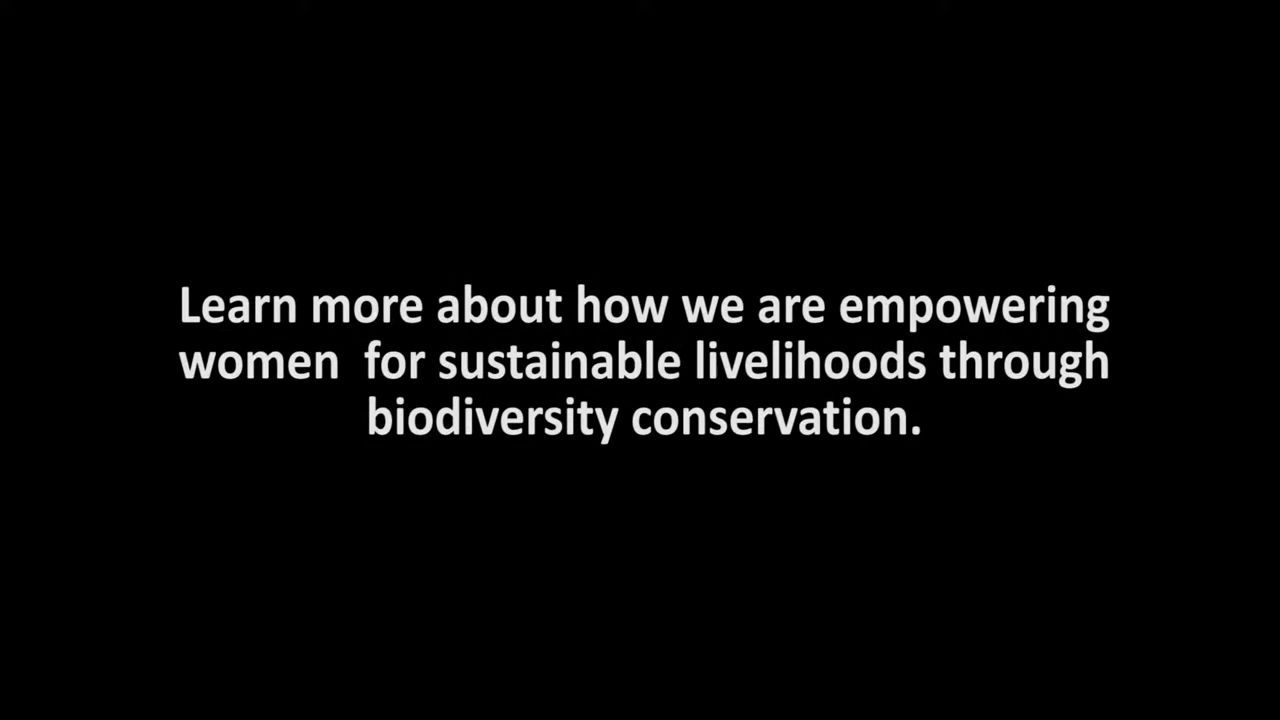 Learn more about how we are empowering
women  for sustainable livelihoods through
biodiversity conservation.